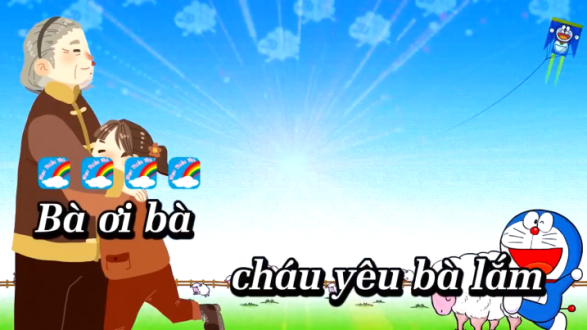 Bà ơi bà
cháu yêu bà lắm